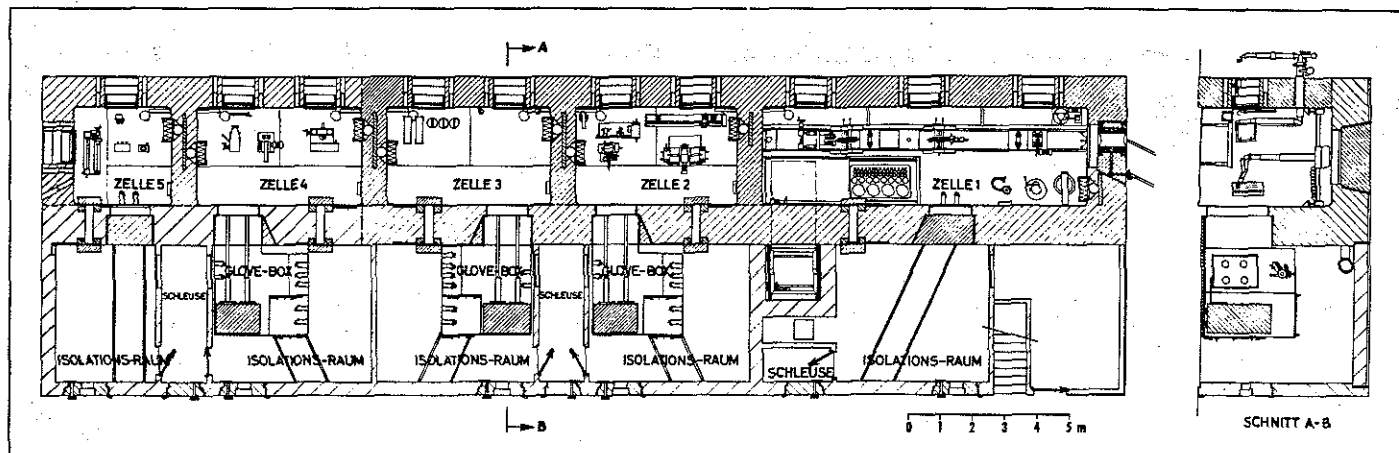 A
ZELLE 5
ZELLE 4
ZELLE 3
ZELLE 2
ZELLE 1
GLOVE-BOX
GLOVE-BOX
GLOVE-BOX
SCHLEUSE
SCHLEUSE
ISOLATIONS-RAUM
ISOLATIONS-RAUM
ISOLATIONS-RAUM
ISOLATIONS-RAUM
SCHLEUSE
ISOLATIONS-RAUM
B
0 1 2 3 4 5 m
SCHNITT A-B